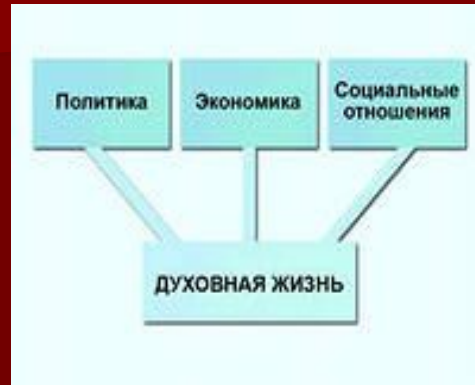 Политика
Экономика
Социальные
отношения
ДУХОВНАЯ ЖИЗНЬ